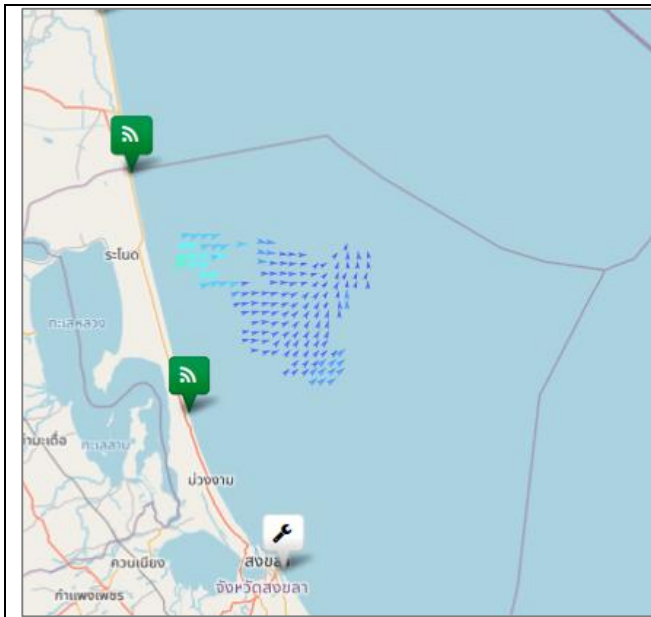 ระโนด
ทะเลหลวง
ทะเลสาบ
ม่วงงาม
ควนเนียง
สงขลา
จังหวัดสงขลา
กำแพงเพชร